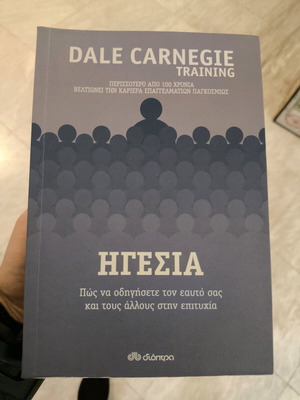 DALE CARNEGIE
TRAINING
ΠΕΡΙΣΣΟΤΕΡΟ ΑΠΟ 100 ΧΡΟΝΙΑ
ΒΕΛΤΙΩΝΕΙ ΤΗΝ ΚΑΡΙΕΡΑ ΕΠΑΓΓΕΛΜΑΤΙΩΝ ΠΑΓΚΟΣΜΙΩΣ
ΗΓΕΣΙΑ
Πώς να οδηγήσετε τον εαυτό σας
και τους άλλους στην επιτυχία
διόπτρα